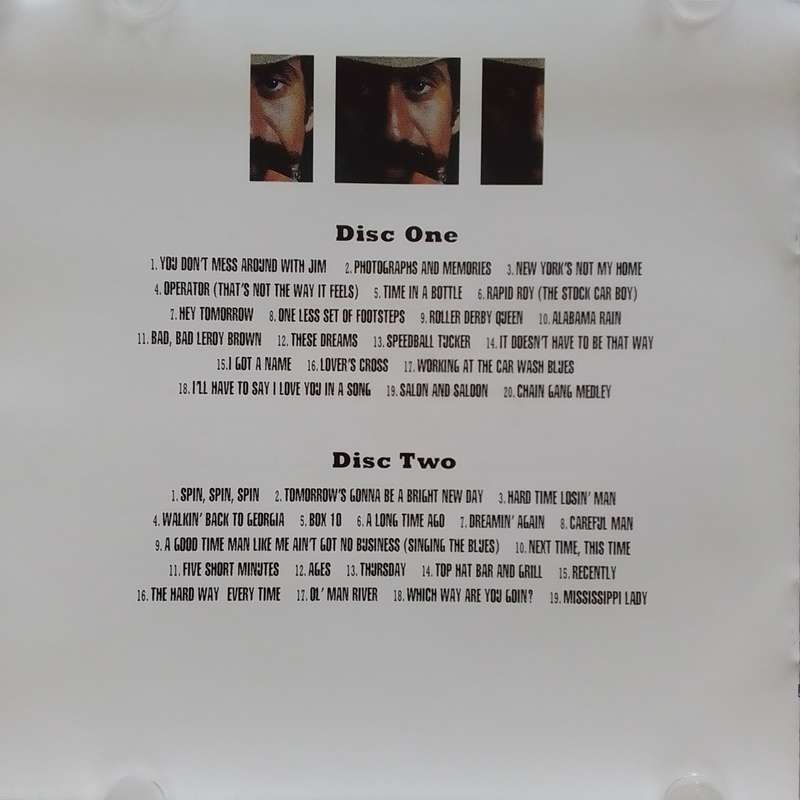 Disc One
1. YOU DON'T MESS AROUND WITH JIM 2. PHOTOGRAPHS AND MEMORIES 3. NEW YORK'S NOT MY HOME
4. OPERATOR (THAT'S NOT THE WAY IT FEELS) 5. TIME IN A BOTTLE 6. RAPID ROY (THE STOCK CAR BOY)
7. HEY TOMORROW 8. ONE LESS SET OF FOOTSTEPS 9. ROLLER DERBY QUEEN 10. ALABAMA RAIN
11. BAD, BAD LEROY BROWN 12. THESE DREAMS 13. SPEEDBALL TUCKER 14. IT DOESN'T HAVE TO BE THAT WAY
15. I GOT A NAME 16. LOVER'S CROSS 17. WORKING AT THE CAR WASH BLUES
18. I'LL HAVE TO SAY I LOVE YOU IN A SONG 19. SALON AND SALOON 20. CHAIN GANG MEDLEY
Disc Two
1. SPIN, SPIN, SPIN 2. TOMORROW'S GONNA BE A BRIGHT NEW DAY 3. HARD TIME LOSIN' MAN
4. WALKIN' BACK TO GEORGIA 5. BOX 10 6. A LONG TIME AGO 7. DREAMIN' AGAIN 8. CAREFUL MAN
9. A GOOD TIME MAN LIKE ME AIN'T GOT NO BUSINESS (SINGING THE BLUES) 10. NEXT TIME, THIS TIME
11. FIVE SHORT MINUTES 12. AGES 13. THURSDAY 14. TOP HAT BAR AND GRILL 15. RECENTLY
16. THE HARD WAY EVERY TIME 17. OL' MAN RIVER 18. WHICH WAY ARE YOU GOIN? 19. MISSISSIPPI LADY